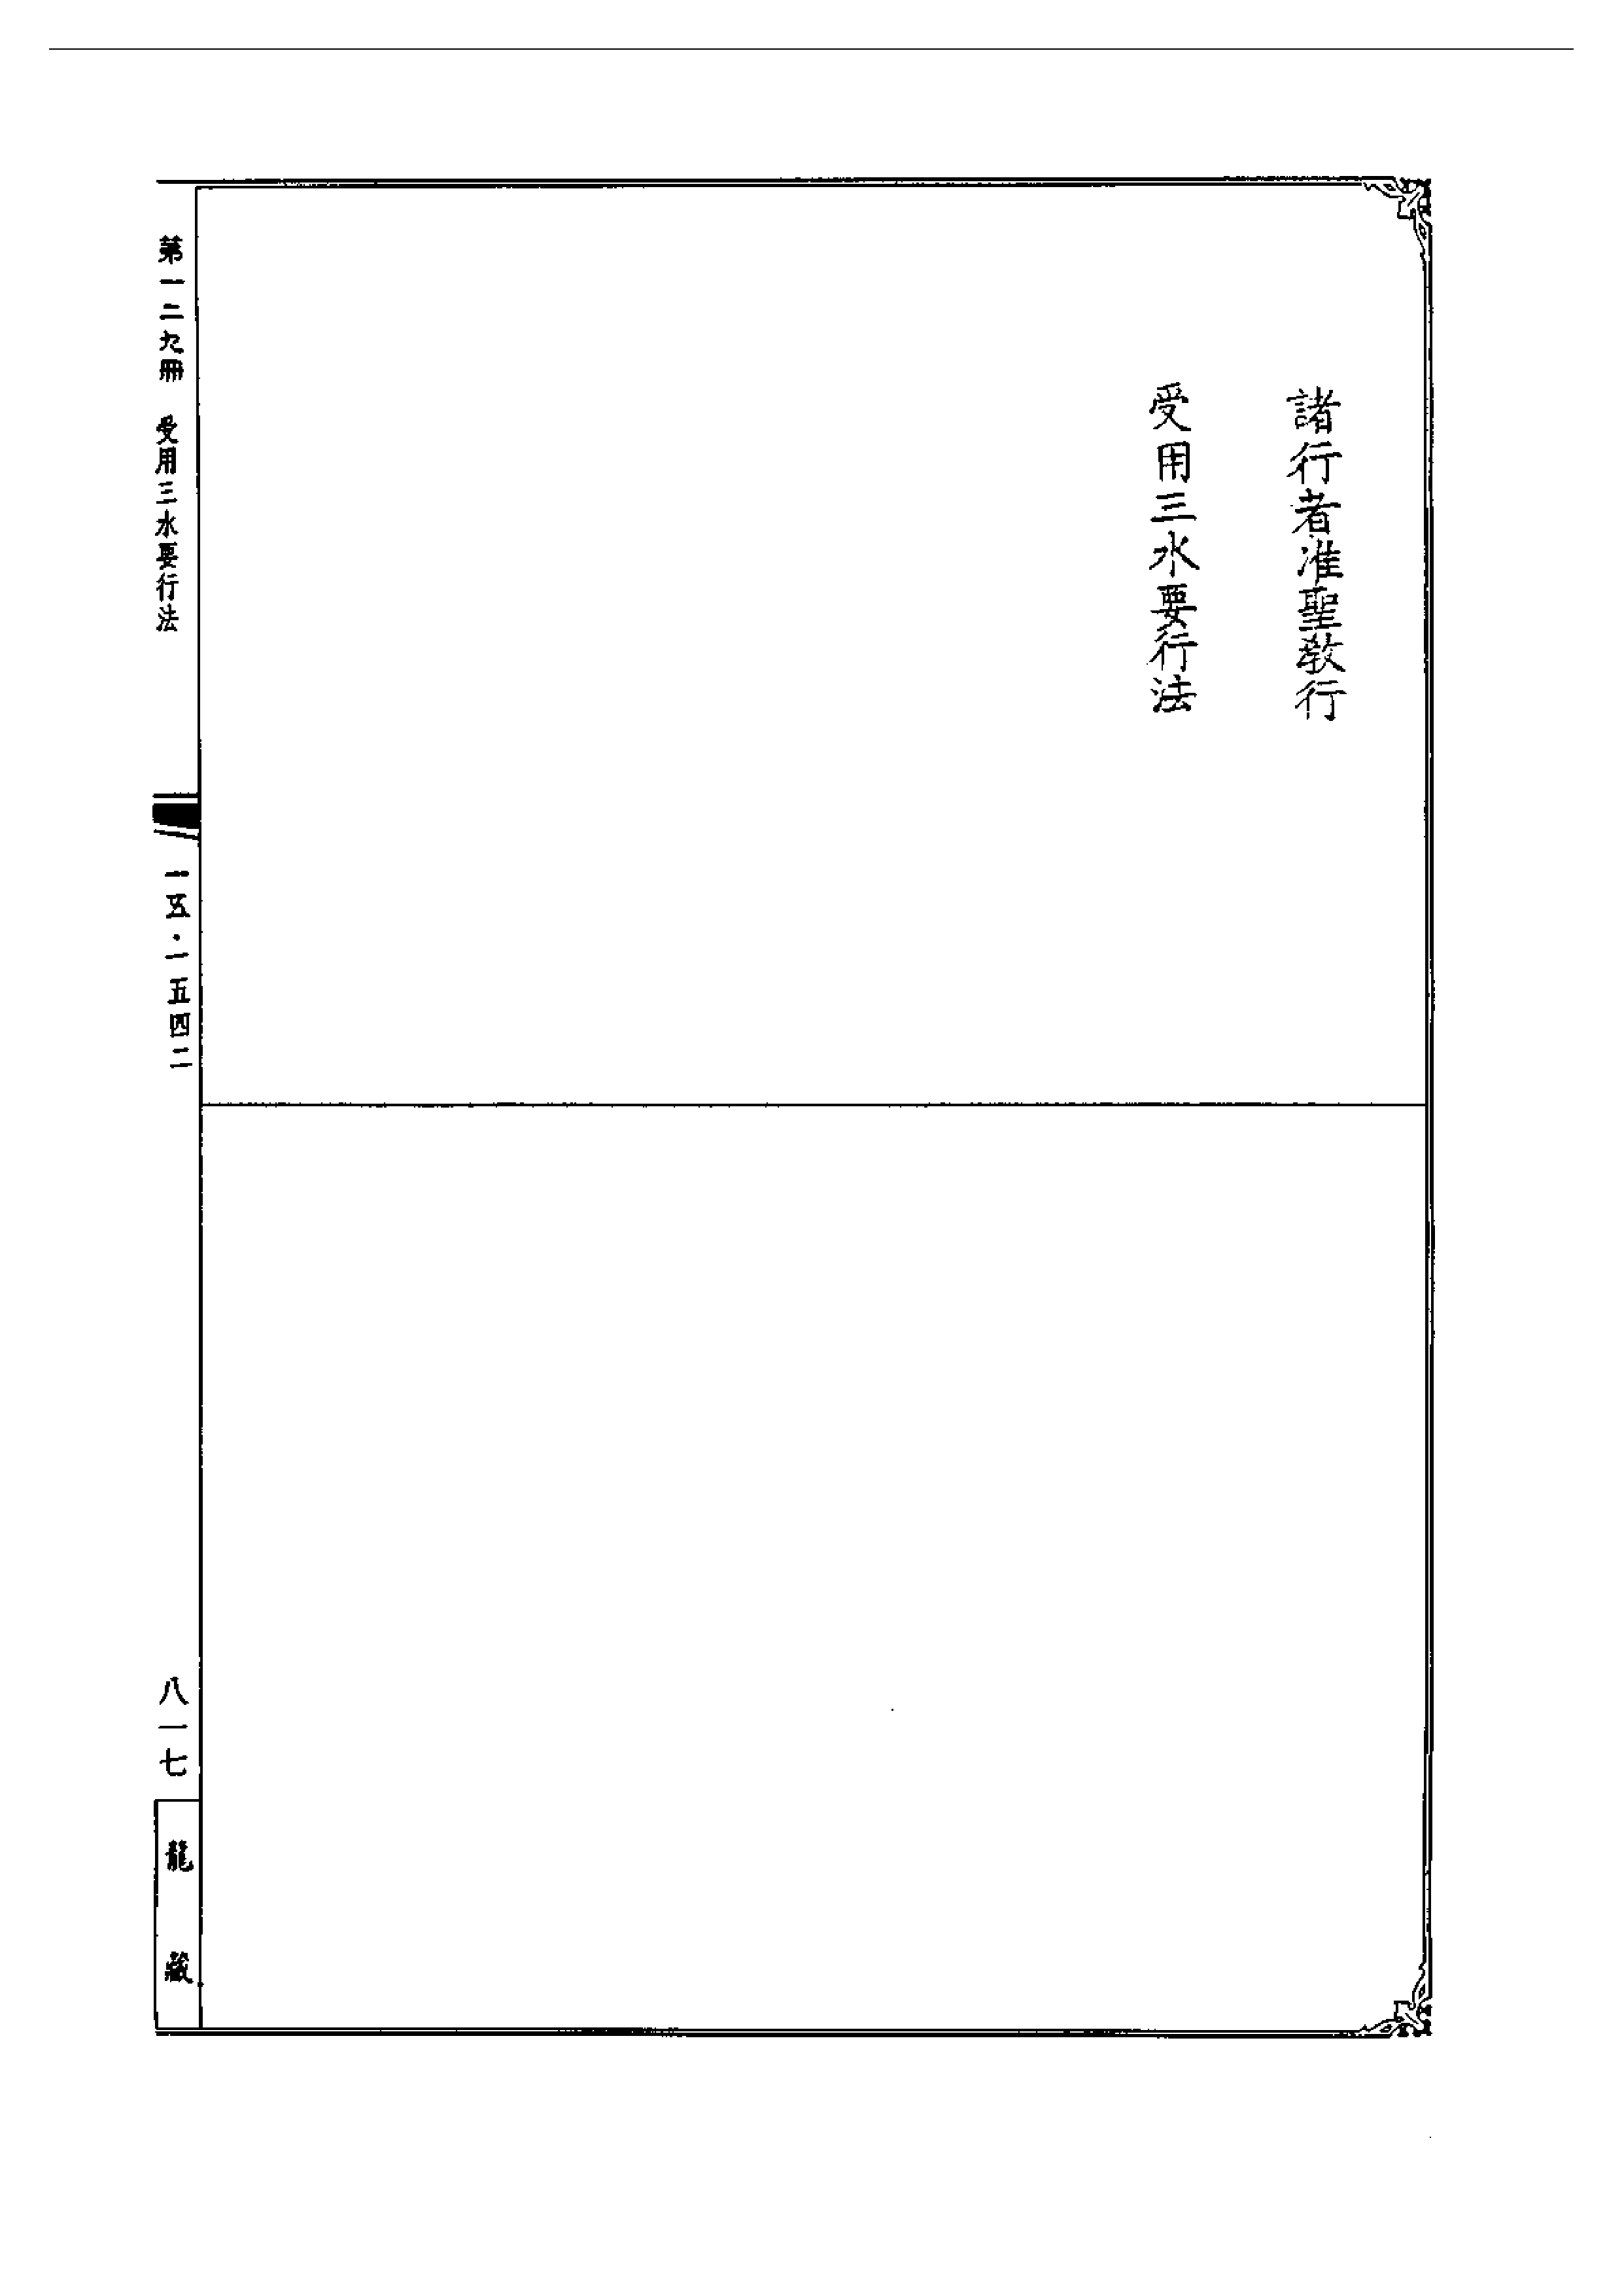 諸行者准聖教行
受用三水要行法
第一二九冊 受用三水要行法
一五·一五四二
八一七
龍藏